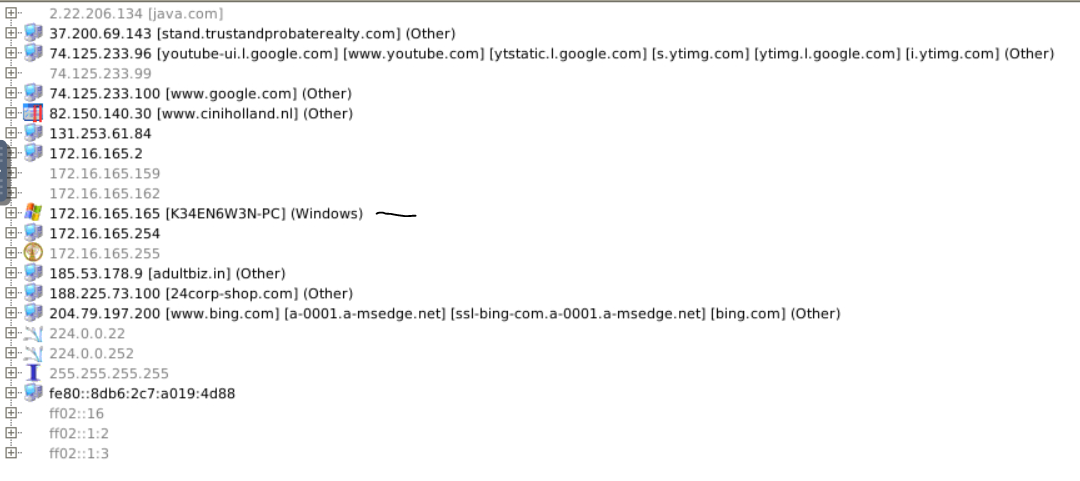 2.22.206.134 [java.com]
37.200.69.143 [stand.trustandprobaterealty.com] (Other)
74.125.233.96 [youtube-ui.l.google.com] [www.youtube.com] [ytstatic.l.google.com] [s.ytimg.com] [ytimg.l.google.com] [i.ytimg.com] (Other)
74.125.233.99
74.125.233.100 [www.google.com] (Other)
82.150.140.30 [www.ciniholland.nl] (Other)
131.253.61.84
172.16.165.2
172.16.165.159
172.16.165.162
172.16.165.165 [K34EN6W3N-PC] (Windows)
172.16.165.254
172.16.165.255
185.53.178.9 [adultbiz.in] (Other)
188.225.73.100 [24corp-shop.com] (Other)
204.79.197.200 [www.bing.com] [a-0001.a-msedge.net] [ssl-bing-com.a-0001.a-msedge.net] [bing.com] (Other)
224.0.0.22
224.0.0.252
255.255.255.255
fe80::8db6:2c7:a019:4d88
ff02::16
ff02::1:2
ff02::1:3